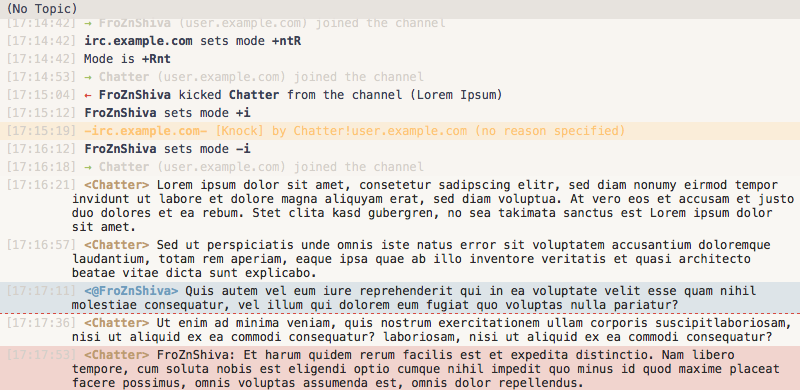 (No Topic)
[17:14:42] → FroZnShiva (user.example.com) joined the channel
[17:14:42] irc.example.com sets mode +ntR
[17:14:42] Mode is +Rnt
[17:14:53] → Chatter (user.example.com) joined the channel
[17:15:04] ← FroZnShiva kicked Chatter from the channel (Lorem Ipsum)
[17:15:12] FroZnShiva sets mode +i
[17:15:19] -irc.example.com- [Knock] by Chatter!user.example.com (no reason specified)
[17:16:12] FroZnShiva sets mode -i
[17:16:18] → Chatter (user.example.com) joined the channel
[17:16:21] <Chatter> Lorem ipsum dolor sit amet, consetetur sadipscing elitr, sed diam nonumy eirmod tempor
invidunt ut labore et dolore magna aliquyam erat, sed diam voluptua. At vero eos et accusam et justo
duo dolores et ea rebum. Stet clita kasd gubergren, no sea takimata sanctus est Lorem ipsum dolor
sit amet.
[17:16:57] <Chatter> Sed ut perspiciatis unde omnis iste natus error sit voluptatem accusantium doloremque
laudantium, totam rem aperiam, eaque ipsa quae ab illo inventore veritatis et quasi architecto
beatae vitae dicta sunt explicabo.
[17:17:11] <@FroZnShiva> Quis autem vel eum iure reprehenderit qui in ea voluptate velit esse quam nihil
molestiae consequatur, vel illum qui dolorem eum fugiat quo voluptas nulla pariatur?
[17:17:36] <Chatter> Ut enim ad minima veniam, quis nostrum exercitationem ullam corporis suscipitlaboriosam,
nisi ut aliquid ex ea commodi consequatur? laboriosam, nisi ut aliquid ex ea commodi consequatur?
[17:17:53] <Chatter> FroZnShiva: Et harum quidem rerum facilis est et expedita distinctio. Nam libero
tempore, cum soluta nobis est eligendi optio cumque nihil impedit quo minus id quod maxime placeat
facere possimus, omnis voluptas assumenda est, omnis dolor repellendus.